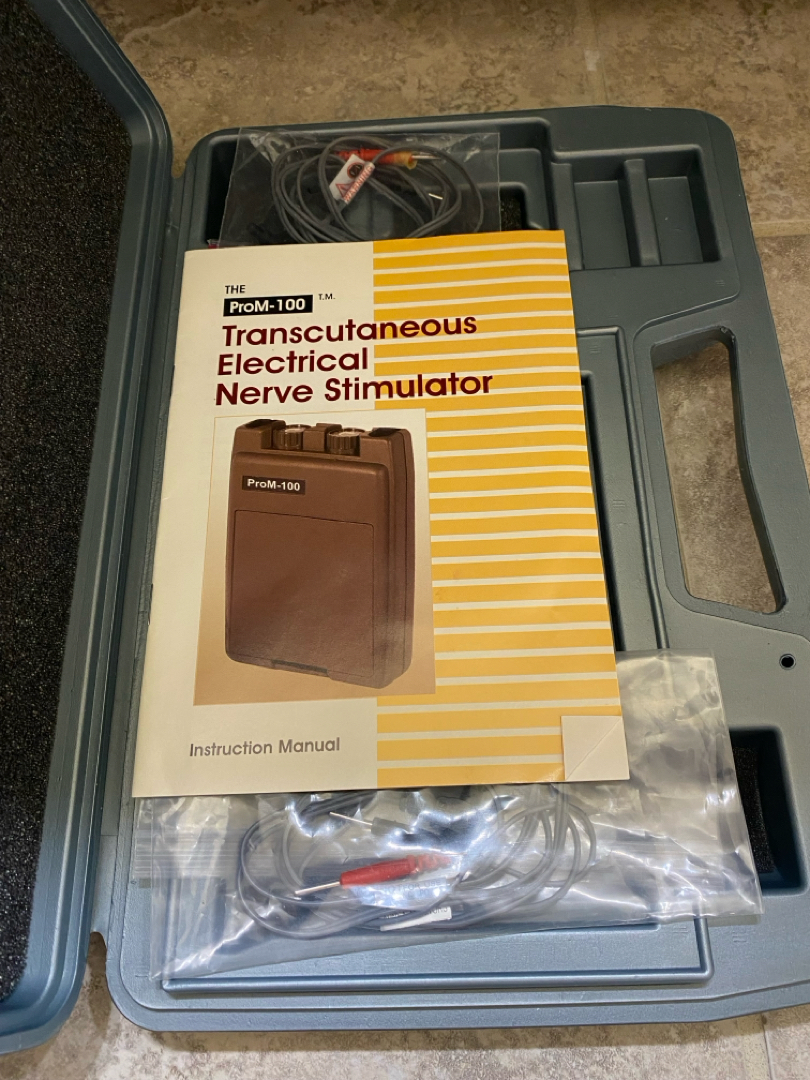 THE
ProM-100 T.M.
Transcutaneous
Electrical
Nerve Stimulator
ProM-100
Instruction Manual